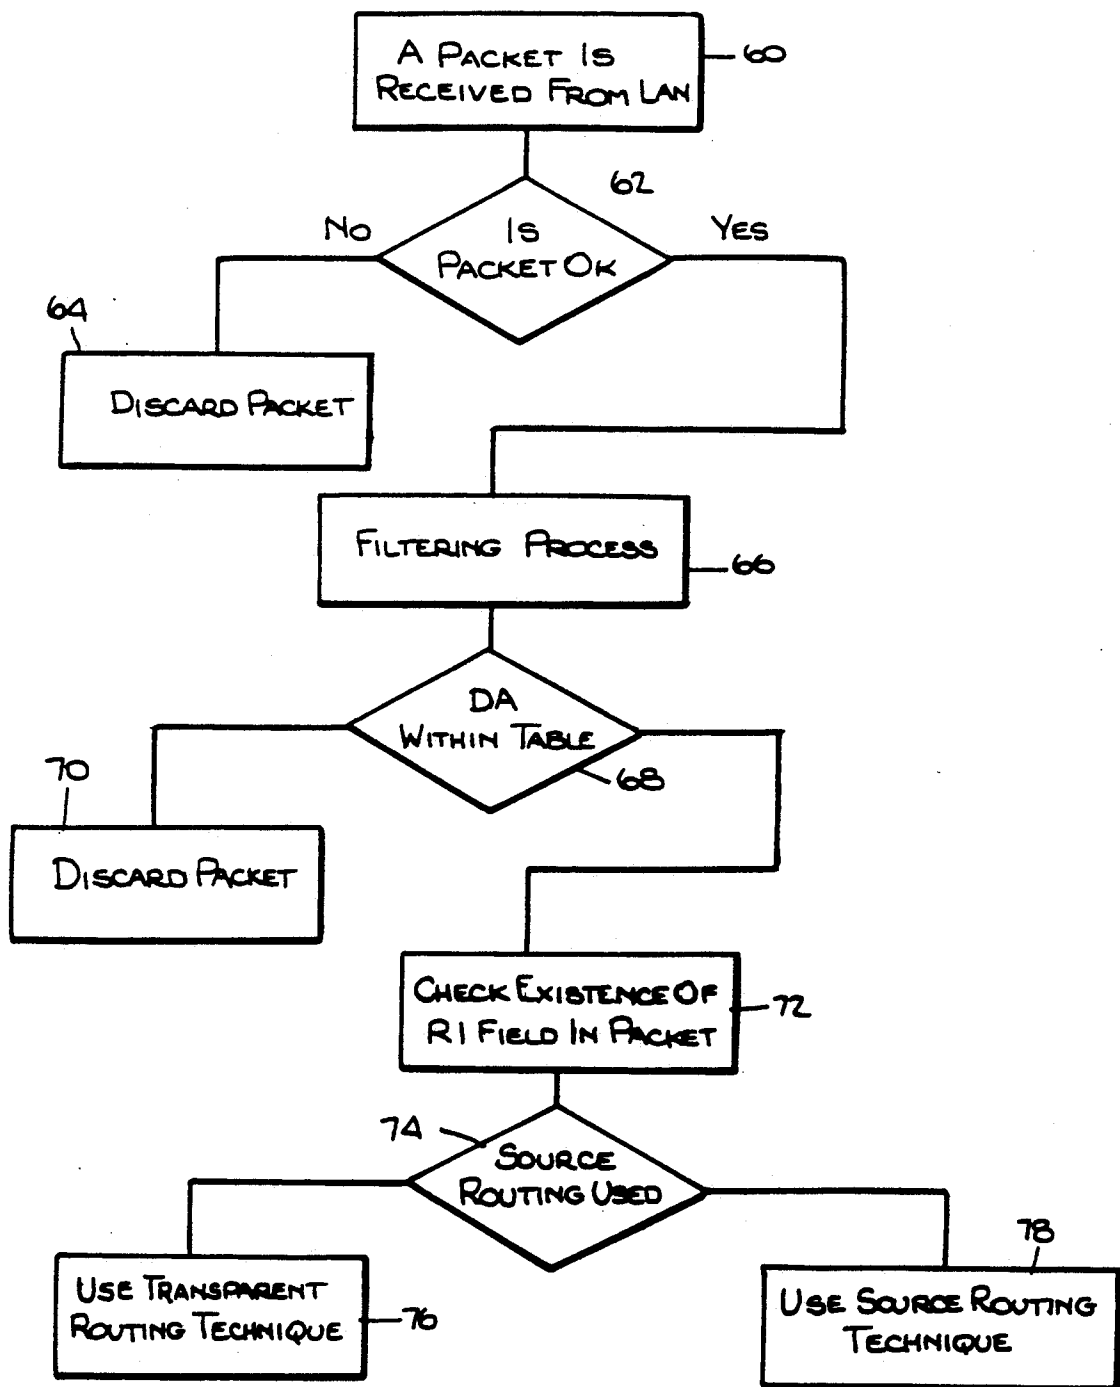 A PACKET IS
RECEIVED FROM LAN
60
62
NO
IS
PACKET OK
YES
64
DISCARD PACKET
FILTERING PROCESS
66
DA
WITHIN TABLE
68
70
DISCARD PACKET
CHECK EXISTENCE OF
RI FIELD IN PACKET
72
74
SOURCE
ROUTING USED
USE TRANSPARENT
ROUTING TECHNIQUE
76
78
USE SOURCE ROUTING
TECHNIQUE